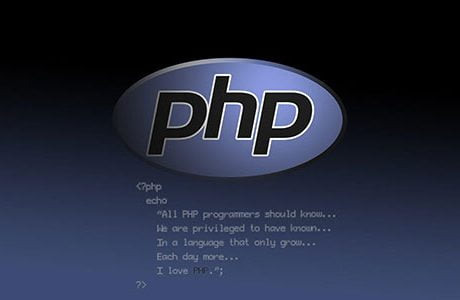 php
<?php
echo
"All PHP programmers should know...
We are privileged to have known...
In a language that only grow...
Each day more...
I love PHP.";
?>